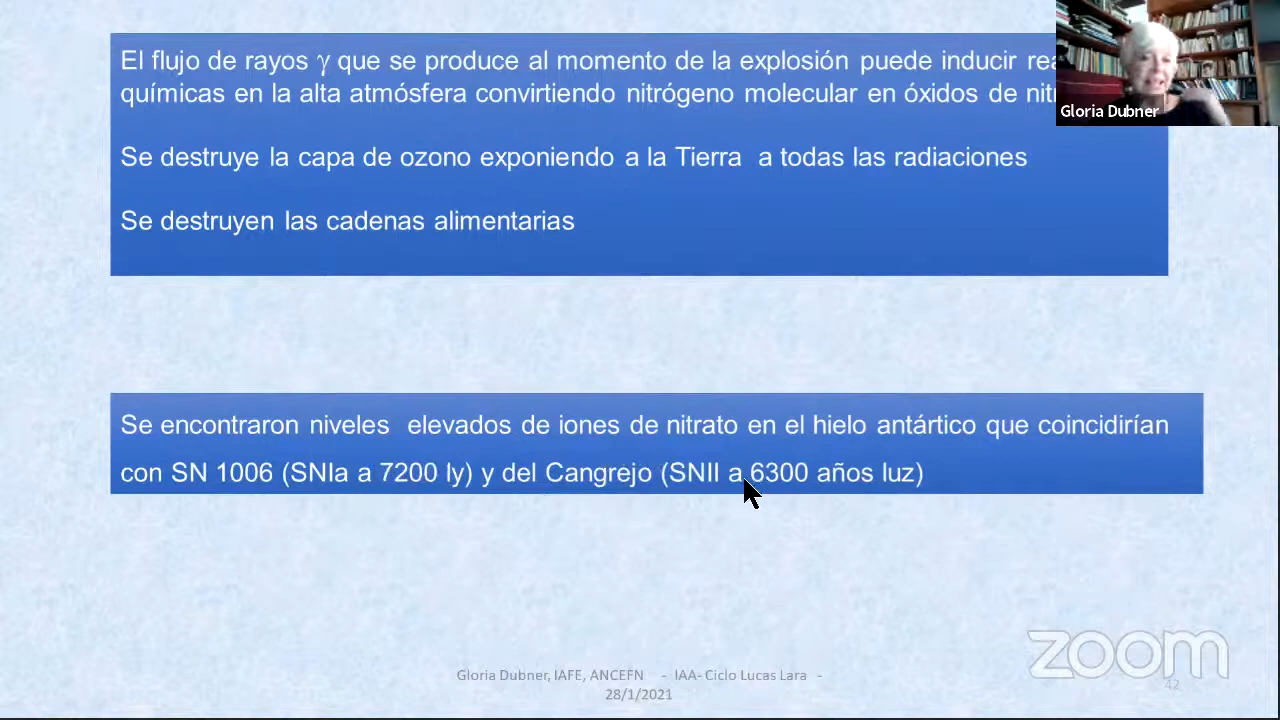 El flujo de rayos γ que se produce al momento de la explosión puede inducir
químicas en la alta atmósfera convirtiendo nitrógeno molecular en óxidos de
Gloria Dubner
Se destruye la capa de ozono exponiendo a la Tierra a todas las radiaciones
Se destruyen las cadenas alimentarias
Se encontraron niveles elevados de iones de nitrato en el hielo antártico que coincidirían
con SN 1006 (SNIa a 7200 ly) y del Cangrejo (SNII a 6300 años luz)
zoom
Gloria Dubner, IAFE, ANCEFN - IAA- Ciclo Lucas Lara -
28/1/2021
42